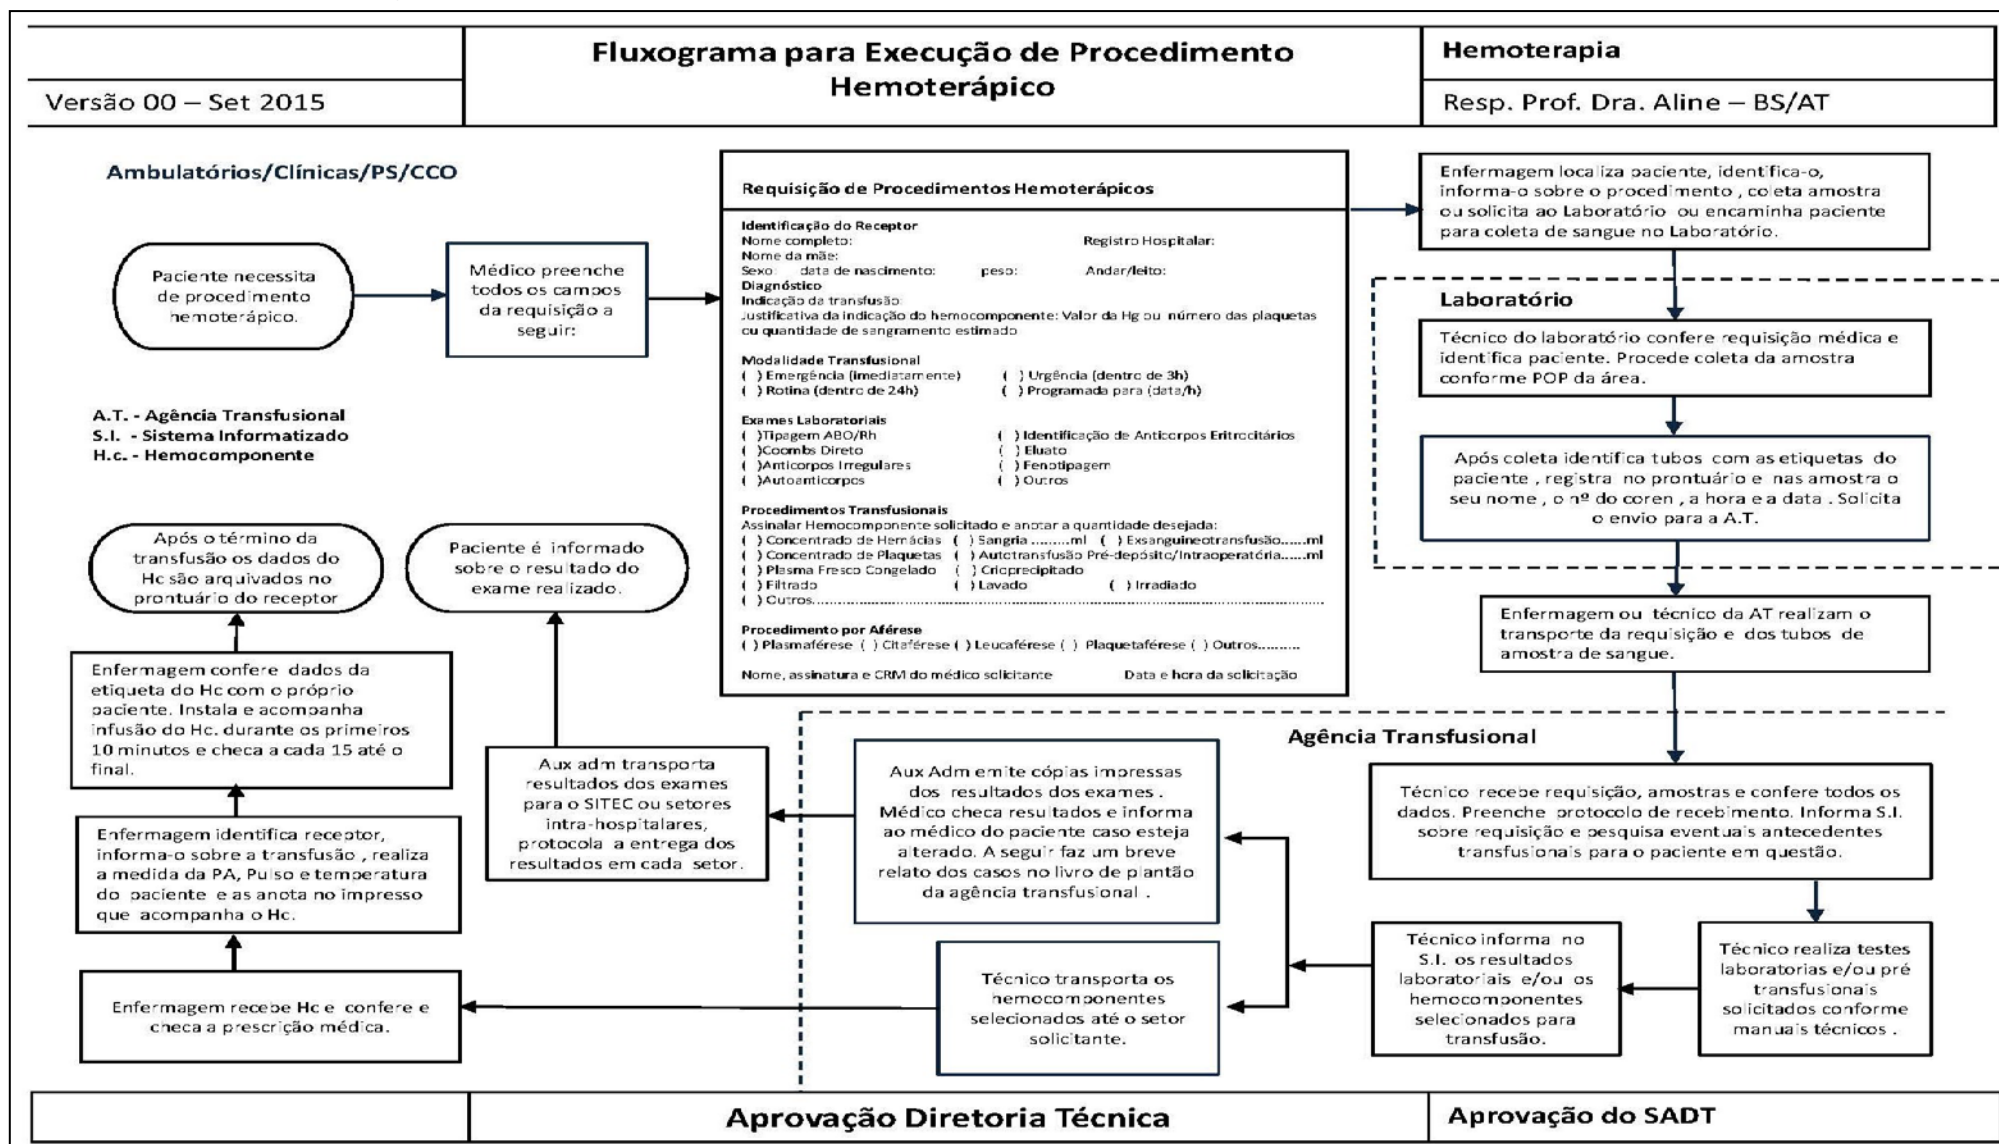 Fluxograma para Execução de Procedimento
Hemoterápico
Hemoterapia
Versão 00 – Set 2015
Resp. Prof. Dra. Aline – BS/AT
Ambulatórios/Clínicas/PS/CCO
Paciente necessita
de procedimento
hemoterápico.
Médico preenche
todos os campos
da requisição a
seguir:
Requisição de Procedimentos Hemoterápicos
Identificação do Receptor
Nome completo: Registro Hospitalar:
Nome da mãe:
Sexo: data de nascimento: peso: Andar/leito:
Diagnóstico
Indicação da transfusão:
Justificativa da indicação do hemocomponente: Valor da Hg ou número das plaquetas
ou quantidade de sangramento estimado
Modalidade Transfusional
( ) Emergência (imediatamente) ( ) Urgência (dentro de 3h)
( ) Rotina (dentro de 24h) ( ) Programada para (data/h)
Exames Laboratoriais
( )Tipagem ABO/Rh ( ) Identificação de Anticorpos Eritrocitários
( )Coombs Direto ( ) Eluato
( )Anticorpos Irregulares ( ) Fenotipagem
( )Autoanticorpos ( ) Outros
Procedimentos Transfusionais
Assinalar Hemocomponente solicitado e anotar a quantidade desejada:
( ) Concentrado de Hemácias ( ) Sangria .........ml ( ) Exsanguineotransfusão......ml
( ) Concentrado de Plaquetas ( ) Autotransfusão Pré-depósito/Intraoperatória......ml
( ) Plasma Fresco Congelado ( ) Crioprecipitado
( ) Filtrado ( ) Lavado ( ) Irradiado
( ) Outros..........................................................................................
Procedimento por Aférese
( ) Plasmaférese ( ) Citaférese ( ) Leucaférese ( ) Plaquetaférese ( ) Outros..........
Nome, assinatura e CRM do médico solicitante Data e hora da solicitação
Enfermagem localiza paciente, identifica-o,
informa-o sobre o procedimento , coleta amostra
ou solicita ao Laboratório ou encaminha paciente
para coleta de sangue no Laboratório.
Laboratório
Técnico do laboratório confere requisição médica e
identifica paciente. Procede coleta da amostra
conforme POP da área.
Após coleta identifica tubos com as etiquetas do
paciente , registra no prontuário e nas amostra o
seu nome , o nº do coren , a hora e a data . Solicita
o envio para a A.T.
Enfermagem ou técnico da AT realizam o
transporte da requisição e dos tubos de
amostra de sangue.
A.T. - Agência Transfusional
S.I. - Sistema Informatizado
H.c. - Hemocomponente
Após o término da
transfusão os dados do
Hc são arquivados no
prontuário do receptor
Paciente é informado
sobre o resultado do
exame realizado.
Enfermagem confere dados da
etiqueta do Hc com o próprio
paciente. Instala e acompanha
infusão do Hc. durante os primeiros
10 minutos e checa a cada 15 até o
final.
Enfermagem identifica receptor,
informa-o sobre a transfusão , realiza
a medida da PA, Pulso e temperatura
do paciente e as anota no impresso
que acompanha o Hc.
Enfermagem recebe Hc e confere e
checa a prescrição médica.
Aux adm transporta
resultados dos exames
para o SITEC ou setores
intra-hospitalares,
protocola a entrega dos
resultados em cada setor.
Agência Transfusional
Aux Adm emite cópias impressas
dos resultados dos exames .
Médico checa resultados e informa
ao médico do paciente caso esteja
alterado. A seguir faz um breve
relato dos casos no livro de plantão
da agência transfusional .
Técnico transporta os
hemocomponentes
selecionados até o setor
solicitante.
Técnico recebe requisição, amostras e confere todos os
dados. Preenche protocolo de recebimento. Informa S.I.
sobre requisição e pesquisa eventuais antecedentes
transfusionais para o paciente em questão.
Técnico informa no
S.I. os resultados
laboratoriais e/ou os
hemocomponentes
selecionados para
transfusão.
Técnico realiza testes
laboratorias e/ou pré
transfusionais
solicitados conforme
manuais técnicos .
Aprovação Diretoria Técnica
Aprovação do SADT